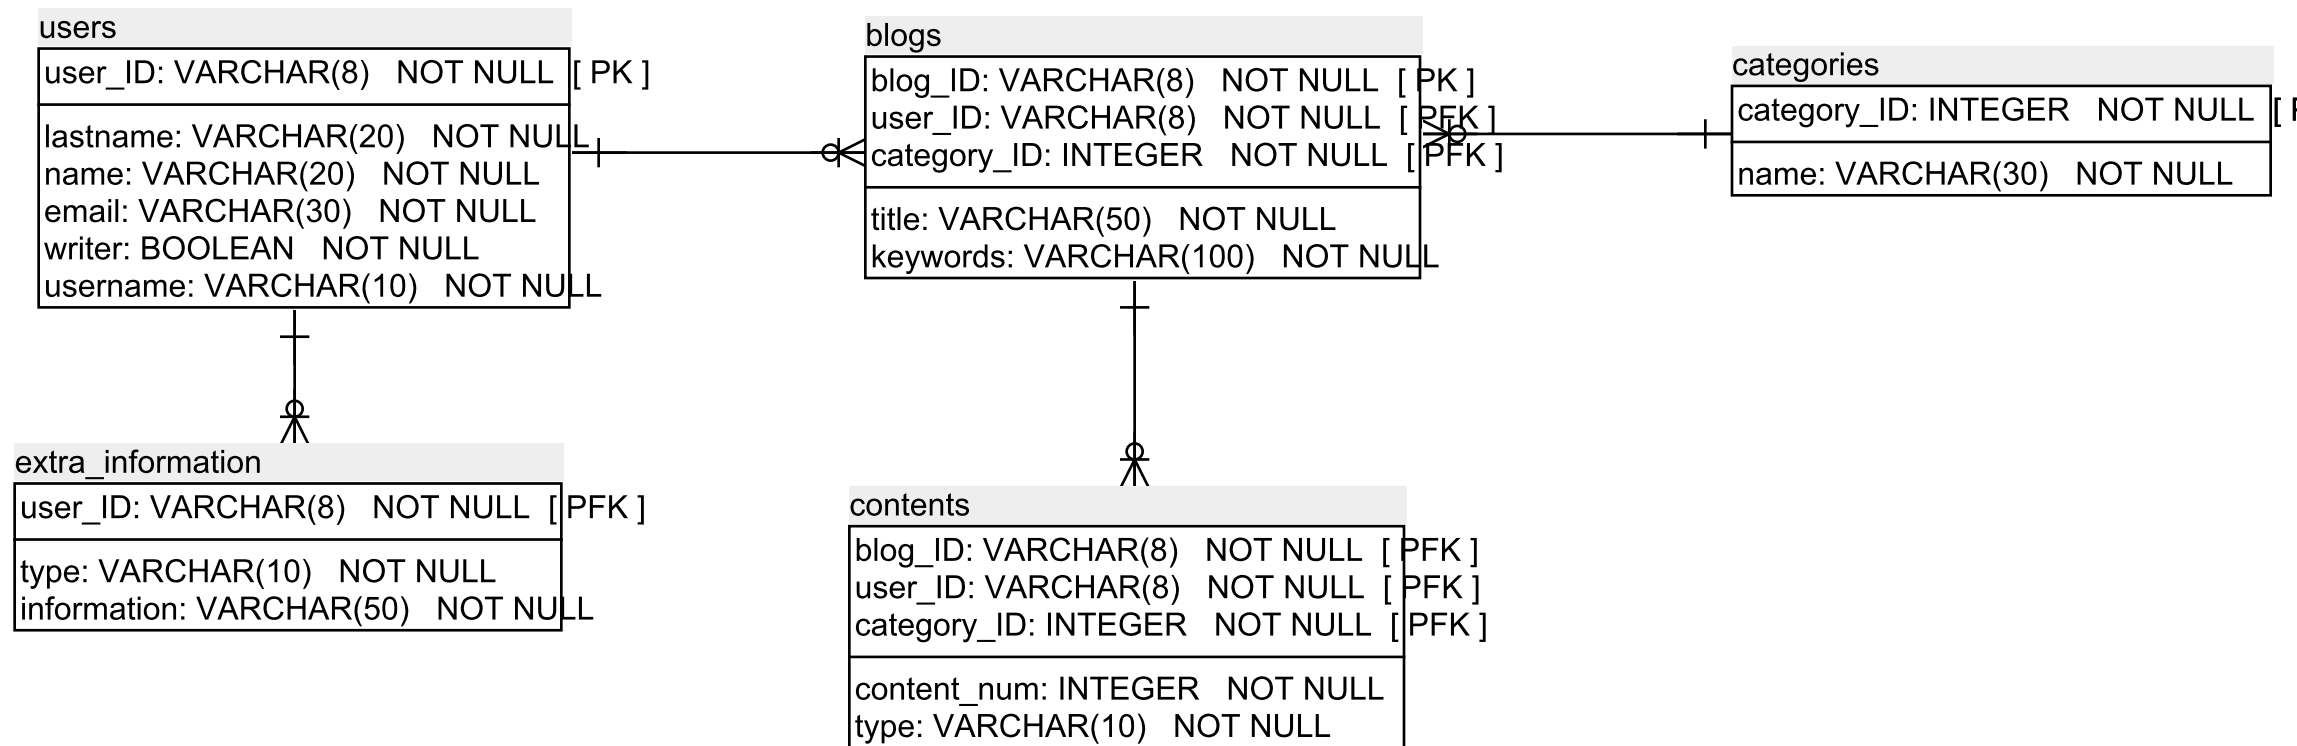 users
user_ID: VARCHAR(8) NOT NULL [ PK ]
lastname: VARCHAR(20) NOT NULL
name: VARCHAR(20) NOT NULL
email: VARCHAR(30) NOT NULL
writer: BOOLEAN NOT NULL
username: VARCHAR(10) NOT NULL
blogs
blog_ID: VARCHAR(8) NOT NULL [ PK ]
user_ID: VARCHAR(8) NOT NULL [ PFK ]
category_ID: INTEGER NOT NULL [ PFK ]
title: VARCHAR(50) NOT NULL
keywords: VARCHAR(100) NOT NULL
categories
category_ID: INTEGER NOT NULL [
name: VARCHAR(30) NOT NULL
extra_information
user_ID: VARCHAR(8) NOT NULL [ PFK ]
type: VARCHAR(10) NOT NULL
information: VARCHAR(50) NOT NULL
contents
blog_ID: VARCHAR(8) NOT NULL [ PFK ]
user_ID: VARCHAR(8) NOT NULL [ PFK ]
category_ID: INTEGER NOT NULL [ PFK ]
content_num: INTEGER NOT NULL
type: VARCHAR(10) NOT NULL